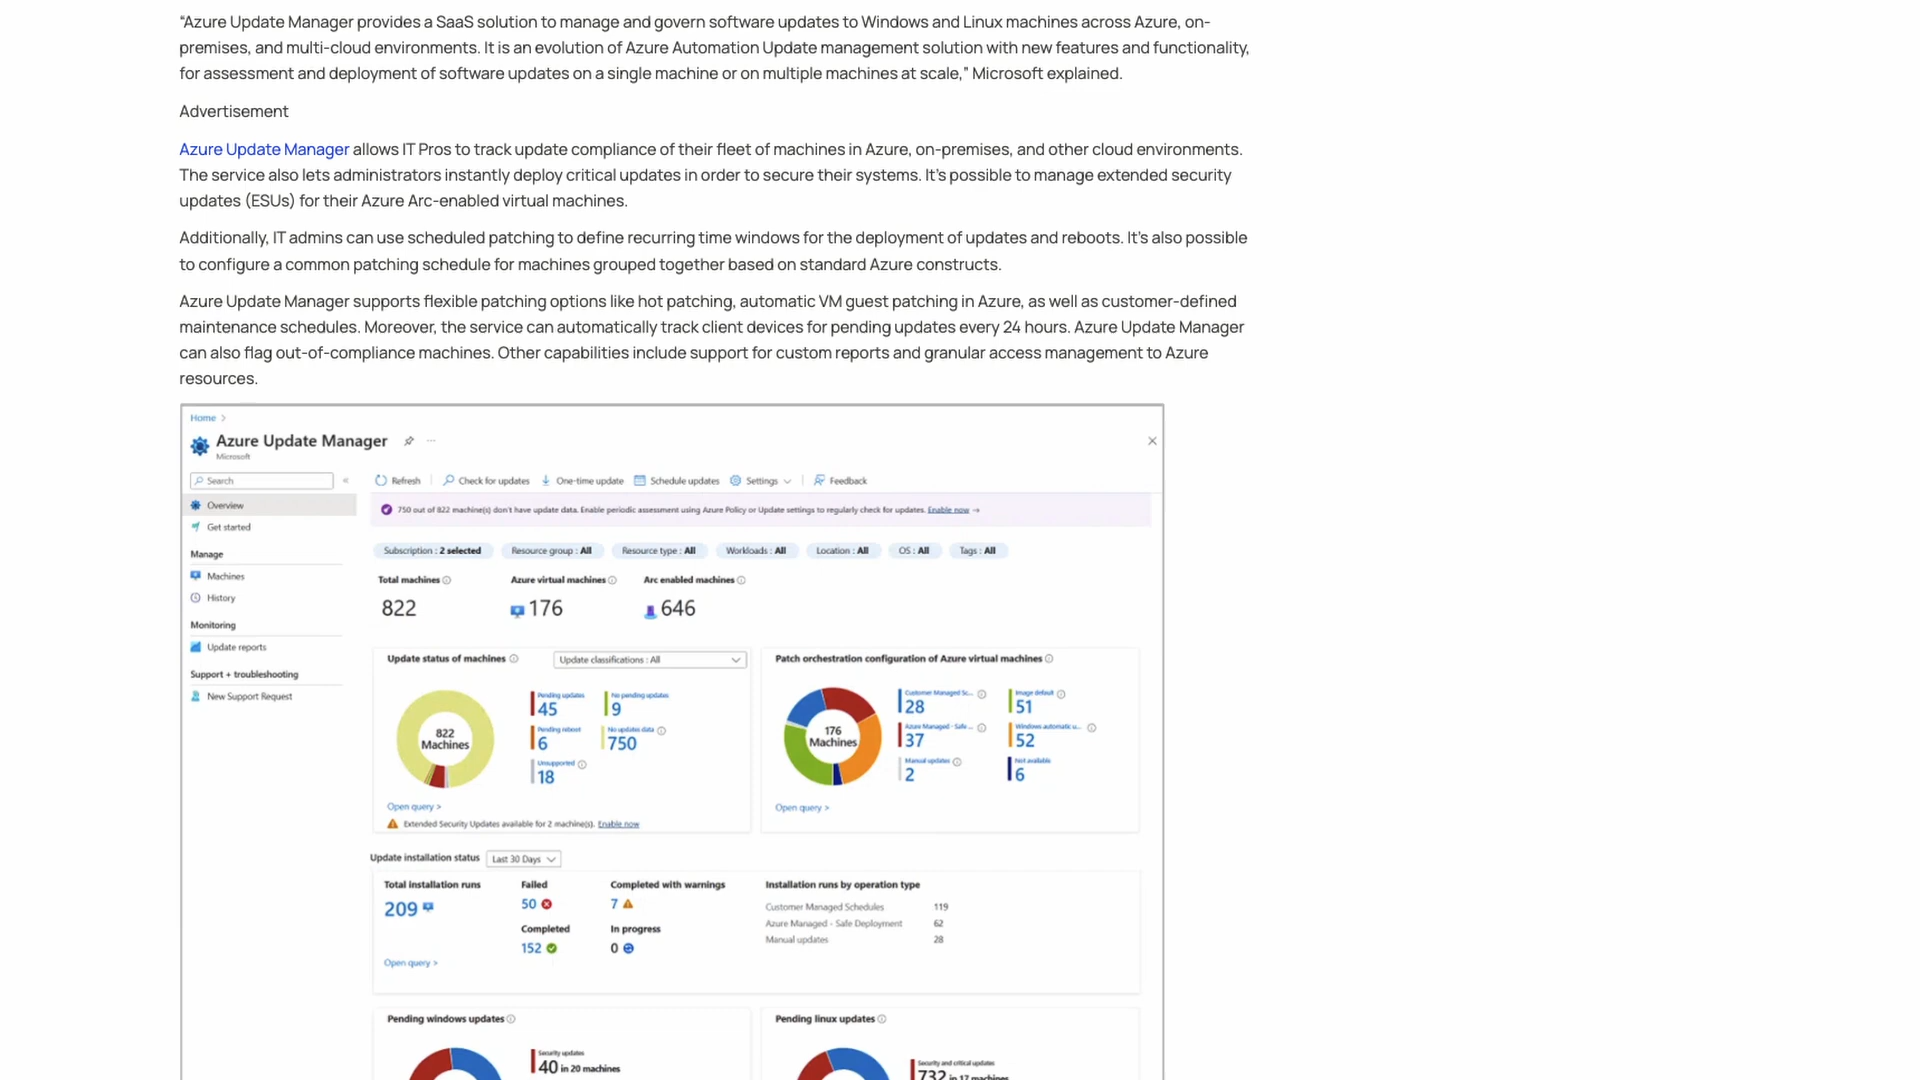 “Azure Update Manager provides a SaaS solution to manage and govern software updates to Windows and Linux machines across Azure, on-
premises, and multi-cloud environments. It is an evolution of Azure Automation Update management solution with new features and functionality,
for assessment and deployment of software updates on a single machine or on multiple machines at scale,” Microsoft explained.
Advertisement
Azure Update Manager allows IT Pros to track update compliance of their fleet of machines in Azure, on-premises, and other cloud environments.
The service also lets administrators instantly deploy critical updates in order to secure their systems. It’s possible to manage extended security
updates (ESUs) for their Azure Arc-enabled virtual machines.
Additionally, IT admins can use scheduled patching to define recurring time windows for the deployment of updates and reboots. It’s also possible
to configure a common patching schedule for machines grouped together based on standard Azure constructs.
Azure Update Manager supports flexible patching options like hot patching, automatic VM guest patching in Azure, as well as customer-defined
maintenance schedules. Moreover, the service can automatically track client devices for pending updates every 24 hours. Azure Update Manager
can also flag out-of-compliance machines. Other capabilities include support for custom reports and granular access management to Azure
resources.
Home >
Azure Update Manager ...
Microsoft
Search «
Refresh Check for updates One-time update Schedule updates Settings Feedback
Overview
Get started
Manage
Machines
History
Monitoring
Update reports
Support + troubleshooting
New Support Request
750 out of 822 machine(s) don't have update data. Enable periodic assessment using Azure Policy or Update settings to regularly check for updates. Enable now →
Subscription : 2 selected Resource group : All Resource type : All Workloads : All Location : All OS : All Tags : All
Total machines Azure virtual machines Arc enabled machines
822 176 646
Update status of machines
Update classifications : All
822
Machines
Pending updates
45
No pending updates
9
Pending reboot
6
No updates data
750
Unsupported
18
Open query >
Extended Security Updates available for 2 machine(s). Enable now
Patch orchestration configuration of Azure virtual machines
176
Machines
Customer Managed Sc...
28
Image default
51
Azure Managed - Safe ...
37
Windows automatic u...
52
Manual updates
2
Not available
6
Open query >
Update installation status Last 30 Days
Total installation runs
209
Failed
50
Completed with warnings
7
Completed
152
In progress
0
Open query >
Installation runs by operation type
Customer Managed Schedules 119
Azure Managed - Safe Deployment 62
Manual updates 28
Pending windows updates
Security updates
40 in 20 machines
Pending linux updates
Security and critical updates
732 in 17 machines